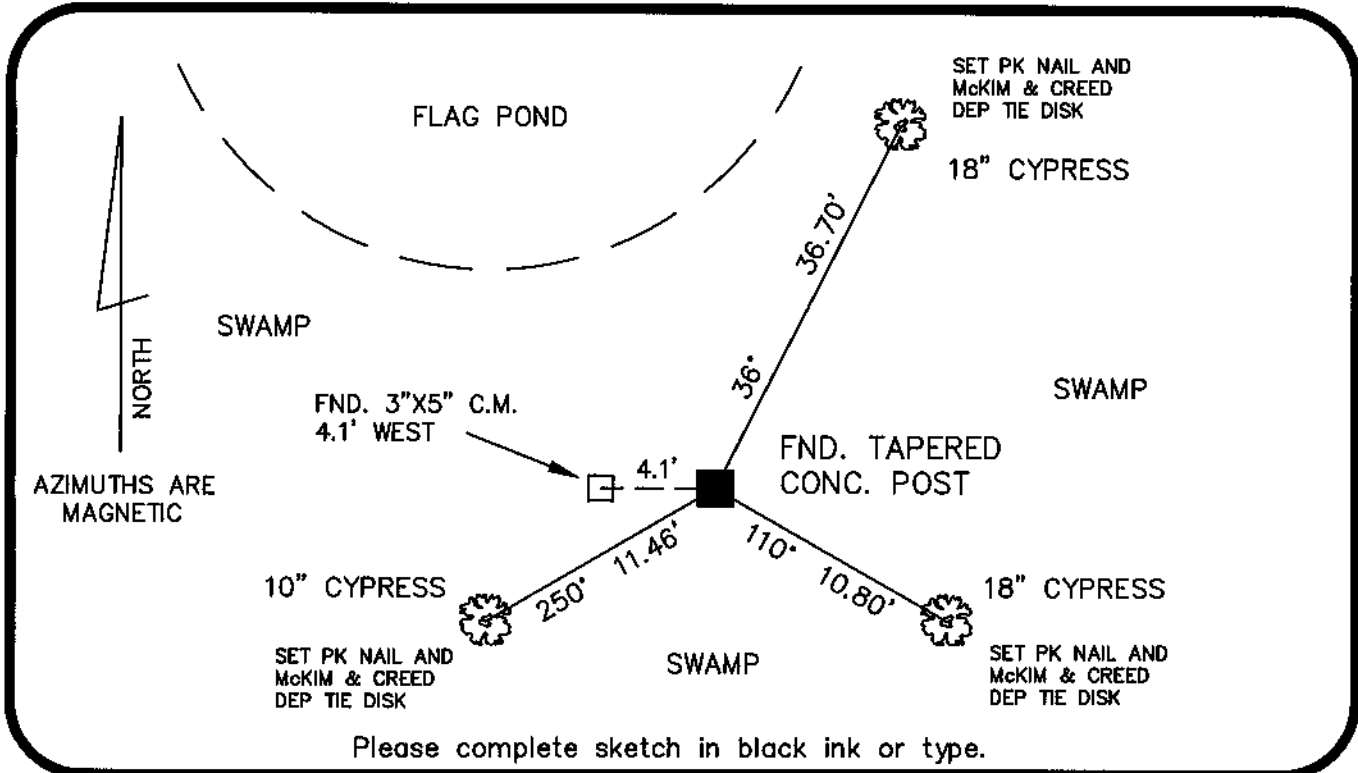 SET PK NAIL AND
McKIM & CREED
DEP TIE DISK
FLAG POND
18" CYPRESS
36.70'
36°
NORTH
SWAMP
SWAMP
FND. 3"X5" C.M.
4.1' WEST
AZIMUTHS ARE
MAGNETIC
4.1'
FND. TAPERED
CONC. POST
250° 11.46'
110° 10.80'
10" CYPRESS
18" CYPRESS
SET PK NAIL AND
McKIM & CREED
DEP TIE DISK
SWAMP
SET PK NAIL AND
McKIM & CREED
DEP TIE DISK
Please complete sketch in black ink or type.